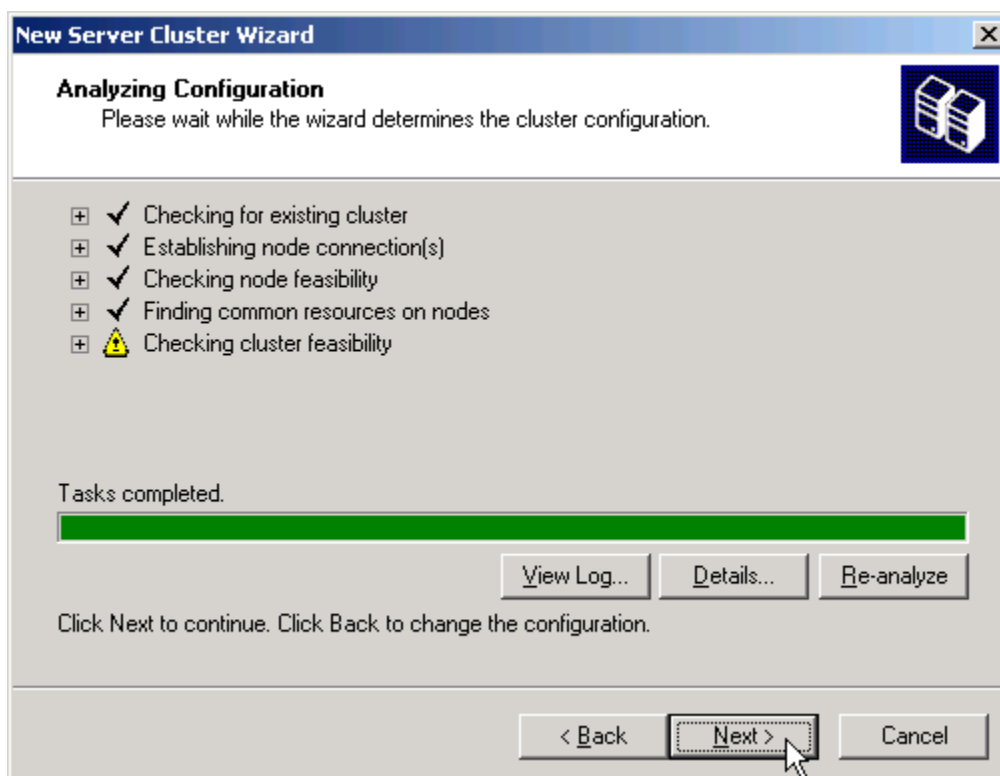 New Server Cluster Wizard
Analyzing Configuration
Please wait while the wizard determines the cluster configuration.
Checking for existing cluster
Establishing node connection(s)
Checking node feasibility
Finding common resources on nodes
Checking cluster feasibility
Tasks completed.
View Log... Details... Re-analyze
Click Next to continue. Click Back to change the configuration.
< Back Next > Cancel